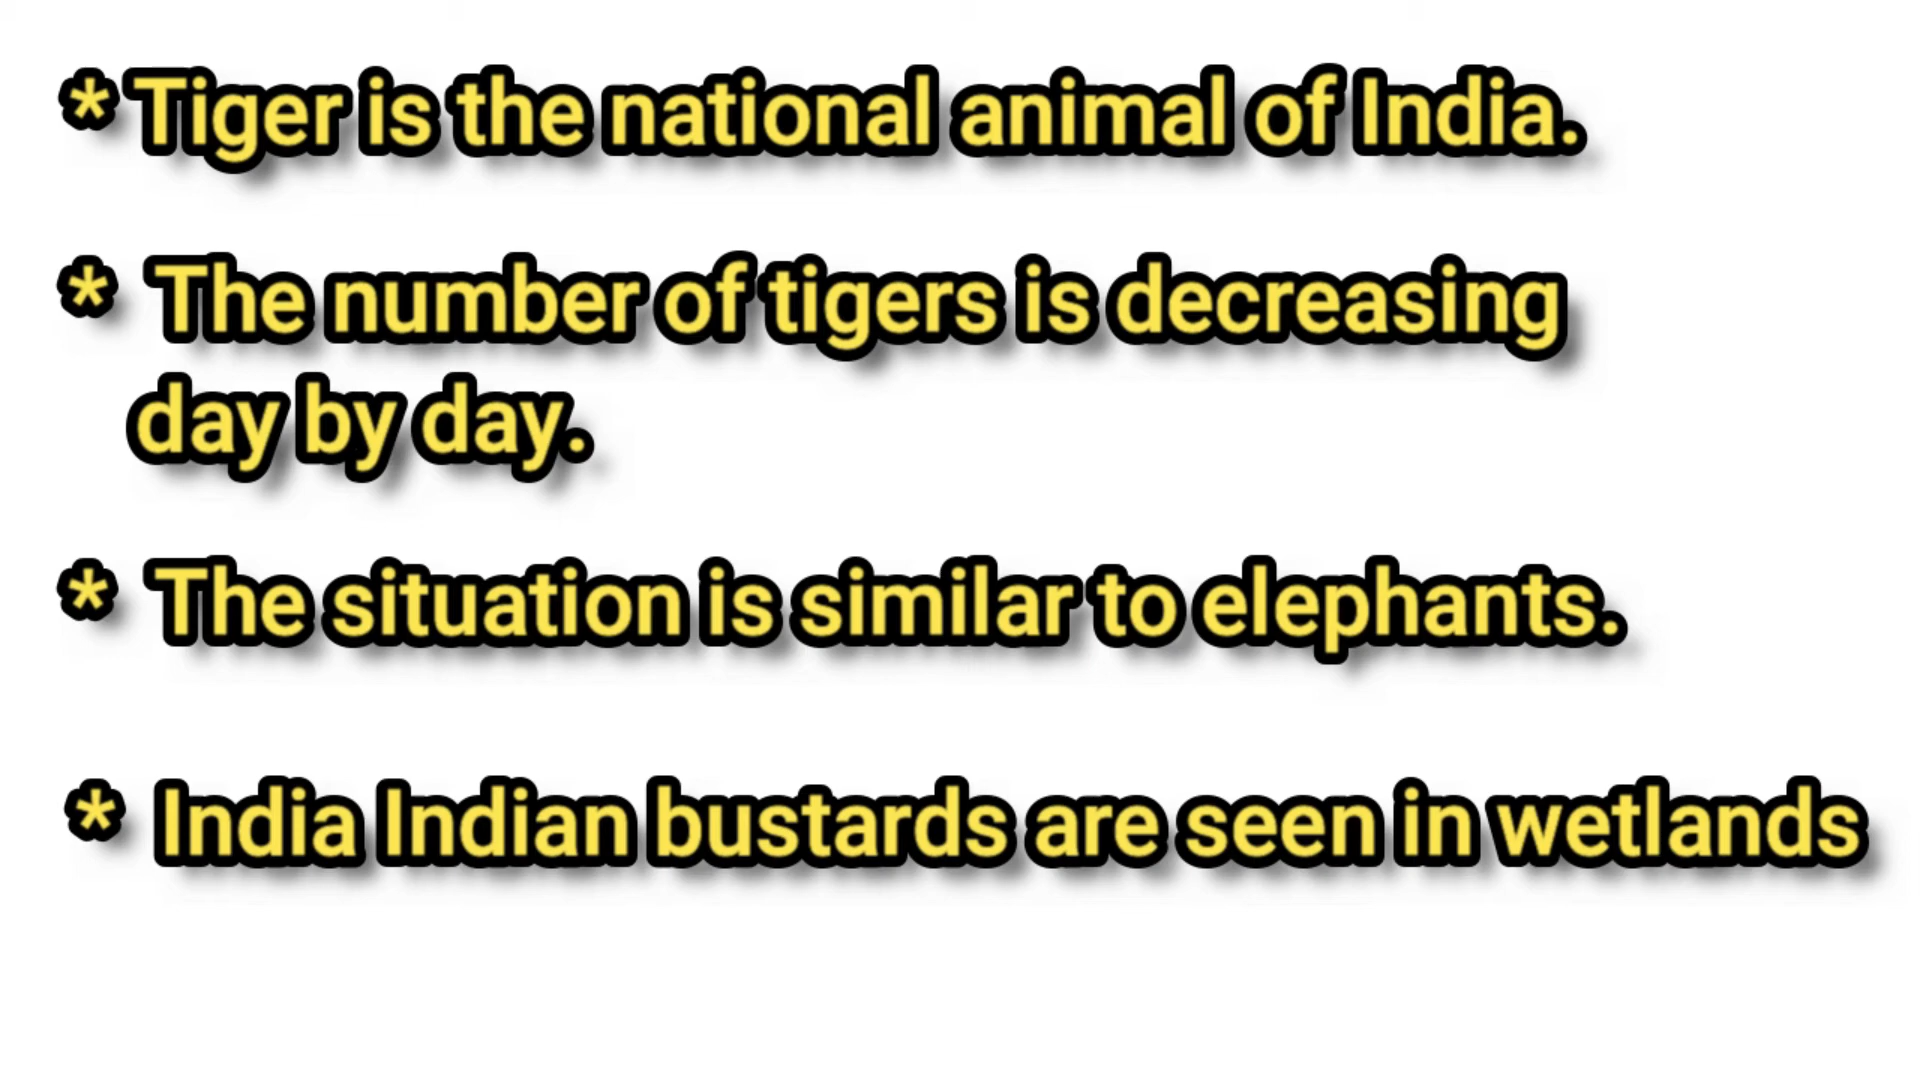 * Tiger is the national animal of India.
* The number of tigers is decreasing
day by day.
* The situation is similar to elephants.
* India Indian bustards are seen in wetlands